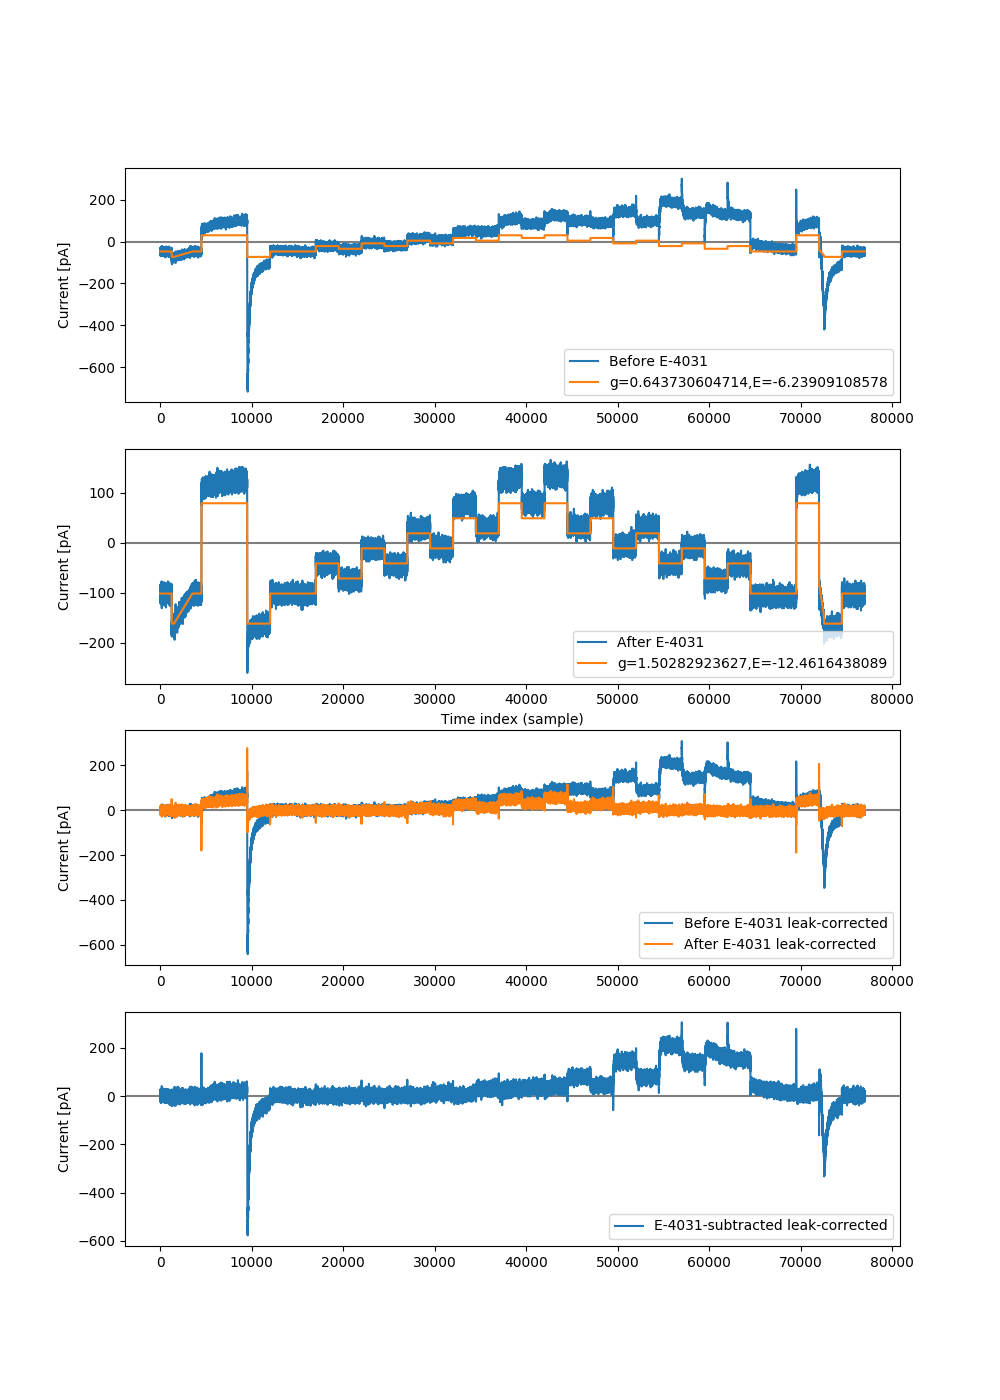 200
0
−200
−400
−600
Current [pA]
Before E-4031
g=0.643730604714,E=-6.23909108578
0 10000 20000 30000 40000 50000 60000 70000 80000
100
0
−100
−200
Current [pA]
After E-4031
g=1.50282923627,E=-12.4616438089
0 10000 20000 30000 40000 50000 60000 70000 80000
Time index (sample)
200
0
−200
−400
−600
Current [pA]
Before E-4031 leak-corrected
After E-4031 leak-corrected
0 10000 20000 30000 40000 50000 60000 70000 80000
200
0
−200
−400
−600
Current [pA]
E-4031-subtracted leak-corrected
0 10000 20000 30000 40000 50000 60000 70000 80000